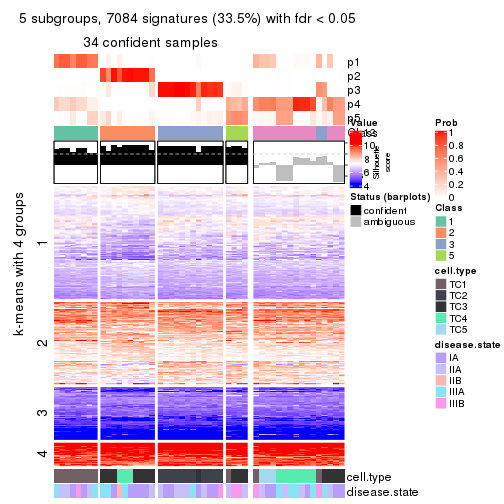 5 subgroups, 7084 signatures (33.5%) with fdr < 0.05
34 confident samples
p1
p2
p3
p4
p5
Class
k-means with 4 groups
1
2
3
4
cell.type
disease.state
Silhouette
score
Value
10
8
6
4
Status (barplots)
confident
ambiguous
Prob
1
0.8
0.6
0.4
0.2
0
Class
1
2
3
5
cell.type
TC1
TC2
TC3
TC4
TC5
disease.state
IA
IIA
IIB
IIIA
IIIB